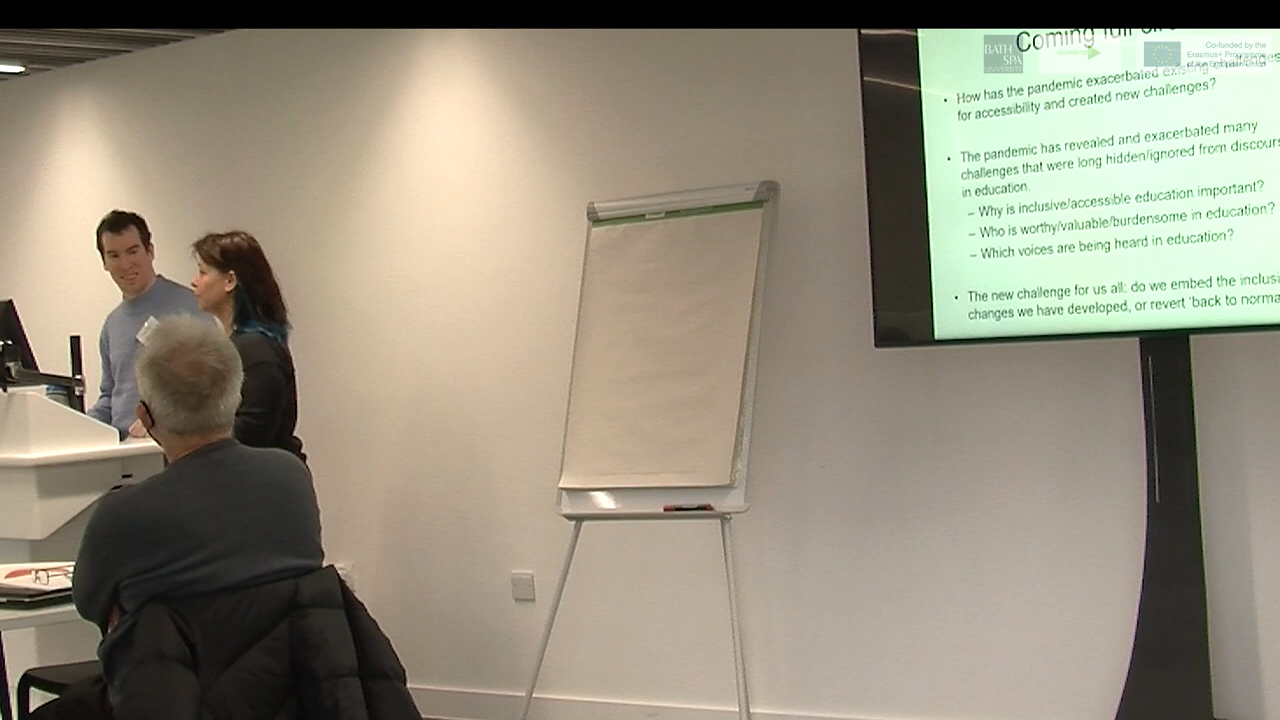 Coming full
BATH
SPA
UNIVERSITY
Co-funded by the
Erasmus+ Programme
of the European Union
How has the pandemic exacerbated existing challenges
for accessibility and created new challenges?
The pandemic has revealed and exacerbated many
challenges that were long hidden/ignored from discours
in education.
– Why is inclusive/accessible education important?
– Who is worthy/valuable/burdensome in education?
– Which voices are being heard in education?
The new challenge for us all: do we embed the inclusi
changes we have developed, or revert 'back to norma